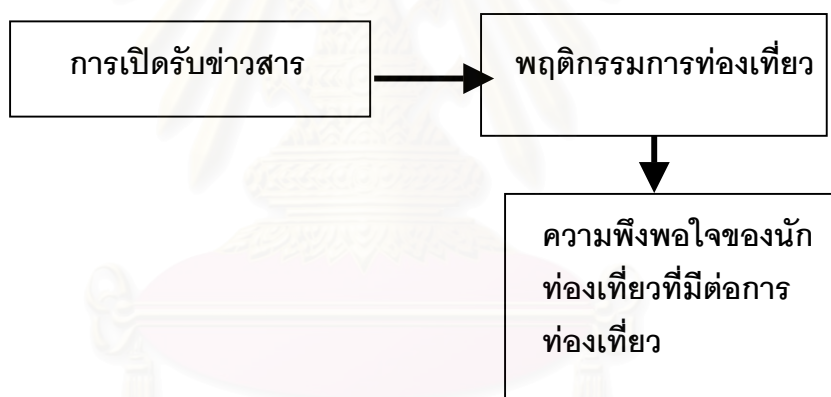 การเปิดรับข่าวสาร
พฤติกรรมการท่องเที่ยว
ความพึงพอใจของนัก
ท่องเที่ยวที่มีต่อการ
ท่องเที่ยว